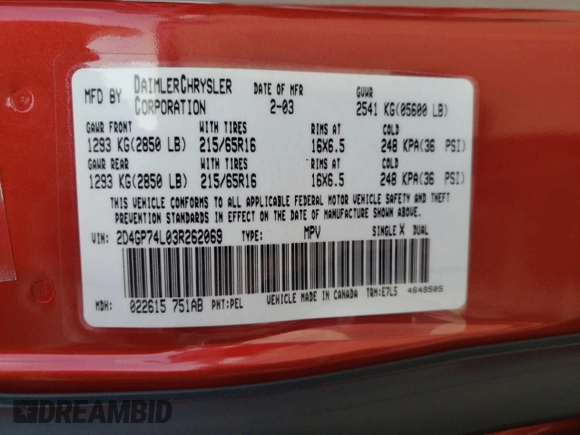 MFD BY DAIMLERCHRYSLER CORPORATION DATE OF MFR 2-03 GVWR 2541 KG(05600 LB)
GAWR FRONT WITH TIRES RIMS AT COLD
1293 KG(2850 LB) 215/65R16 16X6.5 248 KPA(36 PSI)
GAWR REAR WITH TIRES RIMS AT COLD
1293 KG(2850 LB) 215/65R16 16X6.5 248 KPA(36 PSI)
THIS VEHICLE CONFORMS TO ALL APPLICABLE FEDERAL MOTOR VEHICLE SAFETY, BUMPER, AND THEFT
PREVENTION STANDARDS IN EFFECT ON THE DATE OF MANUFACTURE SHOWN ABOVE.
VIN: 2D4GP74L03R262069 TYPE: MPV SINGLE X DUAL
MDH: 022615 751AB PNT:PEL VEHICLE MADE IN CANADA TRM:E7L5 4848505
DREAMBID